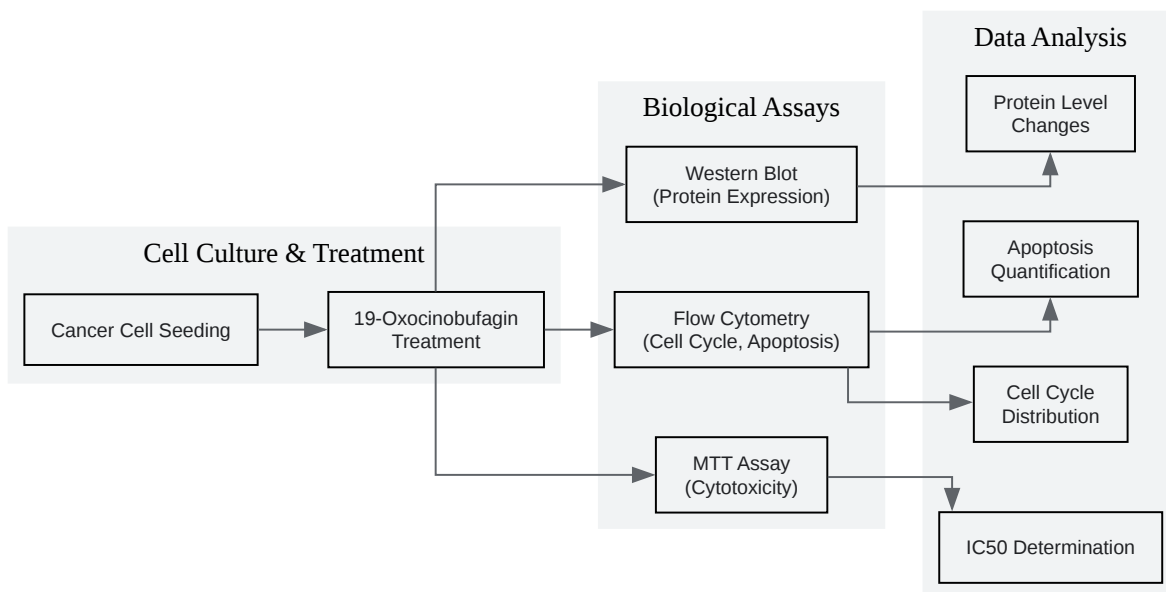 Cell Culture & Treatment
Cancer Cell Seeding
19-Oxocinobufagin
Treatment
Biological Assays
Western Blot
(Protein Expression)
Flow Cytometry
(Cell Cycle, Apoptosis)
MTT Assay
(Cytotoxicity)
Data Analysis
Protein Level
Changes
Apoptosis
Quantification
Cell Cycle
Distribution
IC50 Determination